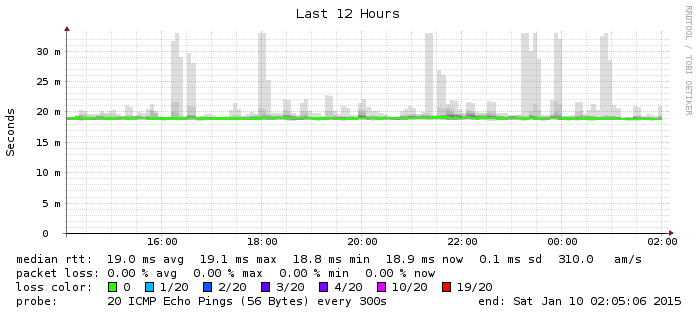 Last 12 Hours
RRDTOOL / TOBI OETIKER
Seconds
30 m
25 m
20 m
15 m
10 m
5 m
0
16:00 18:00 20:00 22:00 00:00 02:00
median rtt: 19.0 ms avg 19.1 ms max 18.8 ms min 18.9 ms now 0.1 ms sd 310.0 am/s
packet loss: 0.00 % avg 0.00 % max 0.00 % min 0.00 % now
loss color: 0 1/20 2/20 3/20 4/20 10/20 19/20
probe: 20 ICMP Echo Pings (56 Bytes) every 300s end: Sat Jan 10 02:05:06 2015